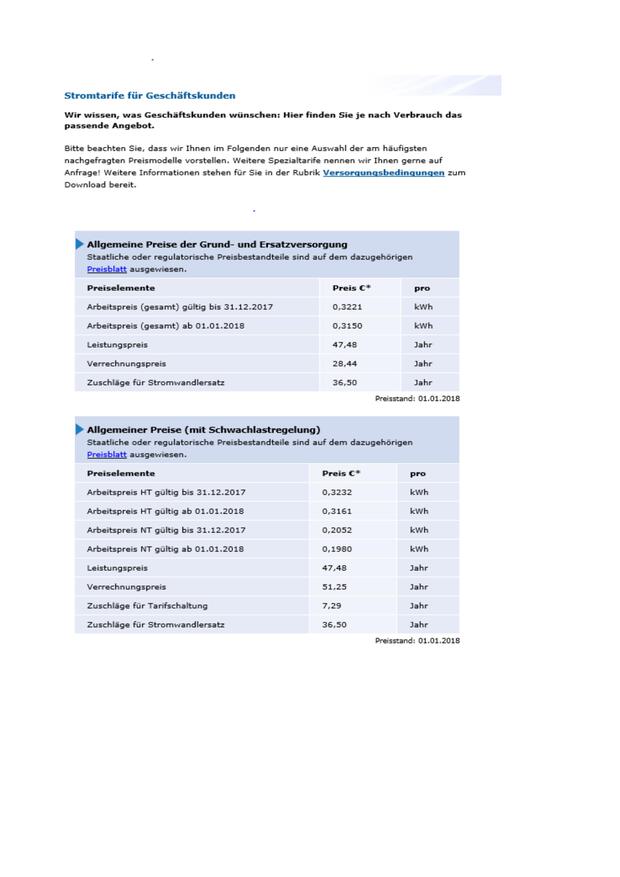 Stromtarife für Geschäftskunden
Wir wissen, was Geschäftskunden wünschen: Hier finden Sie je nach Verbrauch das
passende Angebot.
Bitte beachten Sie, dass wir Ihnen im Folgenden nur eine Auswahl der am häufigsten
nachgefragten Preismodelle vorstellen. Weitere Spezialtarife nennen wir Ihnen gerne auf
Anfrage! Weitere Informationen stehen für Sie in der Rubrik Versorgungsbedingungen zum
Download bereit.
Allgemeine Preise der Grund- und Ersatzversorgung
Staatliche oder regulatorische Preisbestandteile sind auf dem dazugehörigen
Preisblatt ausgewiesen.
Preiselemente Preis €* pro
Arbeitspreis (gesamt) gültig bis 31.12.2017 0,3221 kWh
Arbeitspreis (gesamt) ab 01.01.2018 0,3150 kWh
Leistungspreis 47,48 Jahr
Verrechnungspreis 28,44 Jahr
Zuschläge für Stromwandlersatz 36,50 Jahr
Preisstand: 01.01.2018
Allgemeiner Preise (mit Schwachlastregelung)
Staatliche oder regulatorische Preisbestandteile sind auf dem dazugehörigen
Preisblatt ausgewiesen.
Preiselemente Preis €* pro
Arbeitspreis HT gültig bis 31.12.2017 0,3232 kWh
Arbeitspreis HT gültig ab 01.01.2018 0,3161 kWh
Arbeitspreis NT gültig bis 31.12.2017 0,2052 kWh
Arbeitspreis NT gültig ab 01.01.2018 0,1980 kWh
Leistungspreis 47,48 Jahr
Verrechnungspreis 51,25 Jahr
Zuschläge für Tarifschaltung 7,29 Jahr
Zuschläge für Stromwandlersatz 36,50 Jahr
Preisstand: 01.01.2018